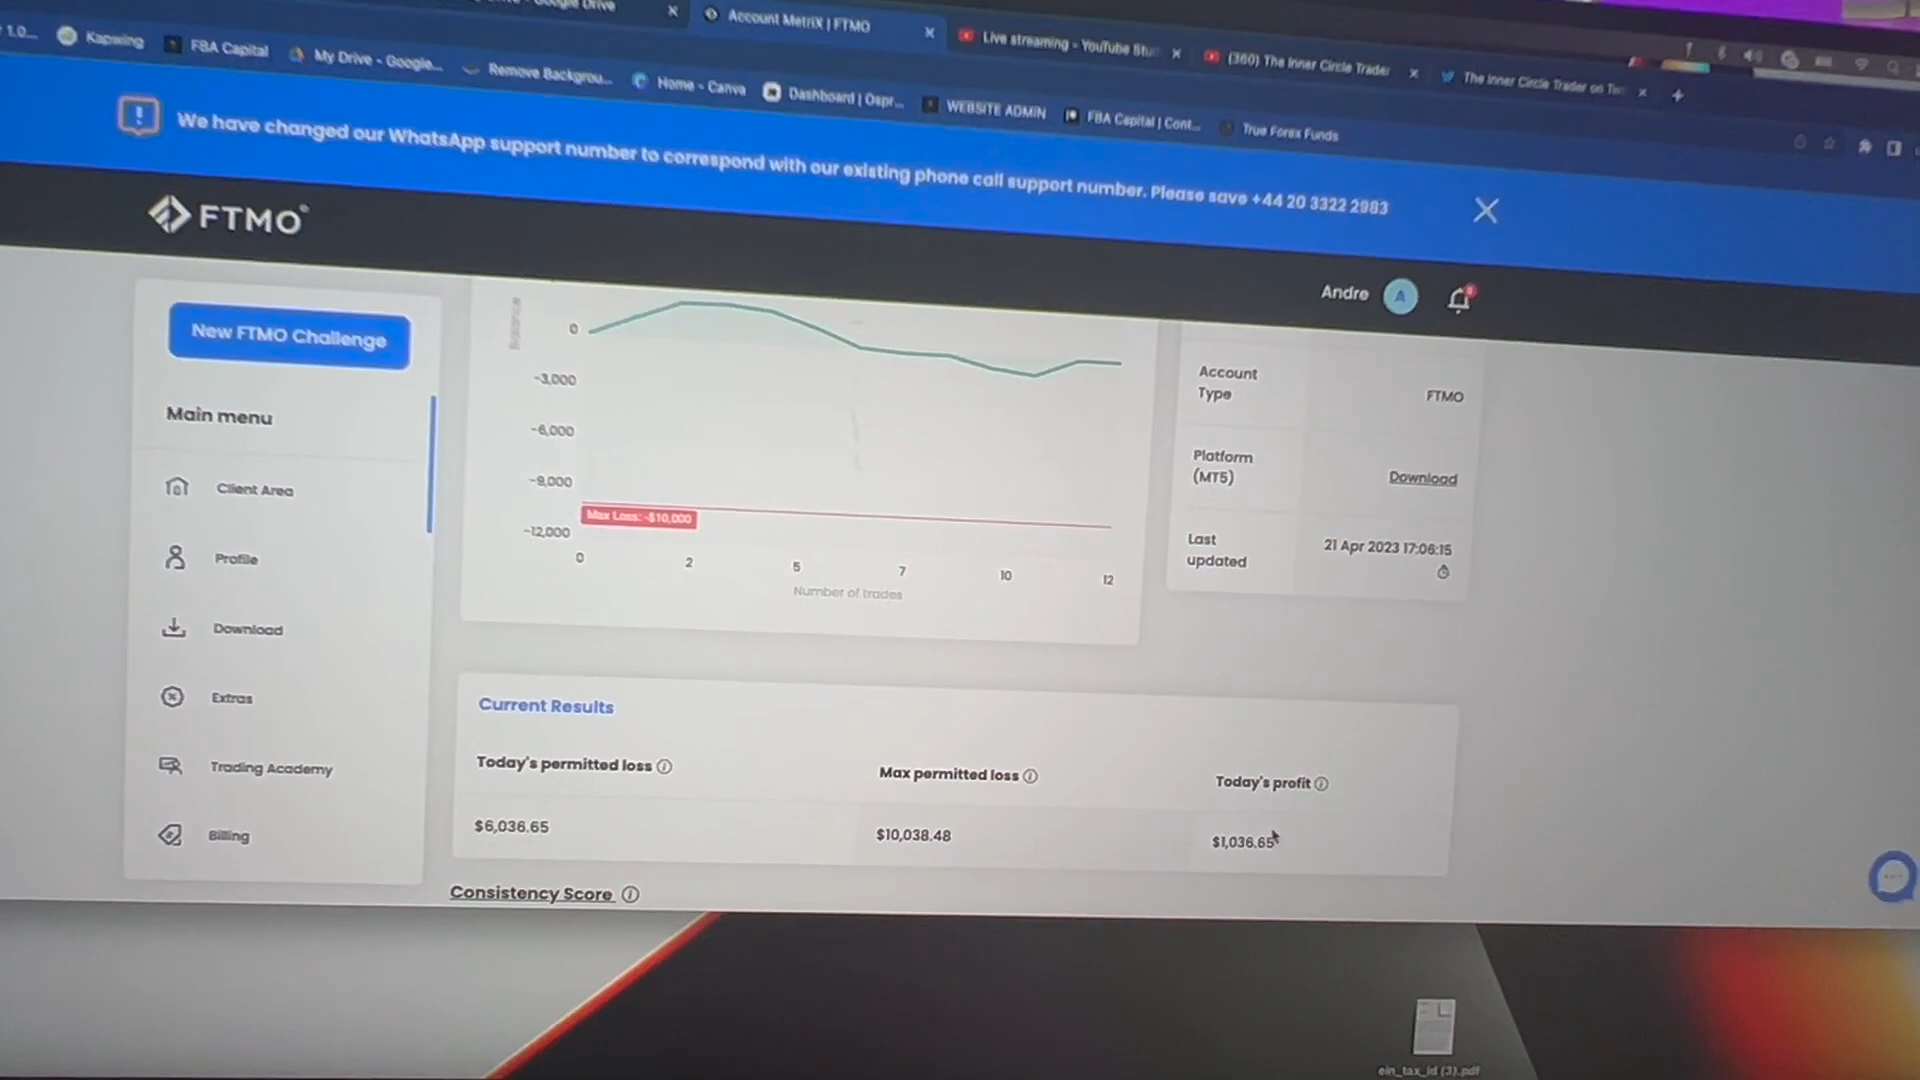 Google Drive
Account MetriX | FTMO
Live streaming - YouTube Stu
(360) The Inner Circle Trader
The Inner Circle Trader on Tw
1.0...
Kapwing
FBA Capital
My Drive - Google...
Remove Backgrou...
Home - Canva
Dashboard | Ospr...
WEBSITE ADMIN
FBA Capital | Cont...
True Forex Funds
We have changed our WhatsApp support number to correspond with our existing phone call support number. Please save +44 20 3322 2983
FTMO
Andre
A
New FTMO Challenge
Main menu
Client Area
Profile
Download
Extras
Trading Academy
Billing
Balance
0
-3,000
-6,000
-9,000
-12,000
Max Loss: -$10,000
0
2
5
7
10
12
Number of trades
Account
Type
FTMO
Platform
(MT5)
Download
Last
updated
21 Apr 2023 17:06:15
Current Results
Today's permitted loss
Max permitted loss
Today's profit
$6,036.65
$10,038.48
$1,036.65
Consistency Score
ein_tax_id (3).pdf